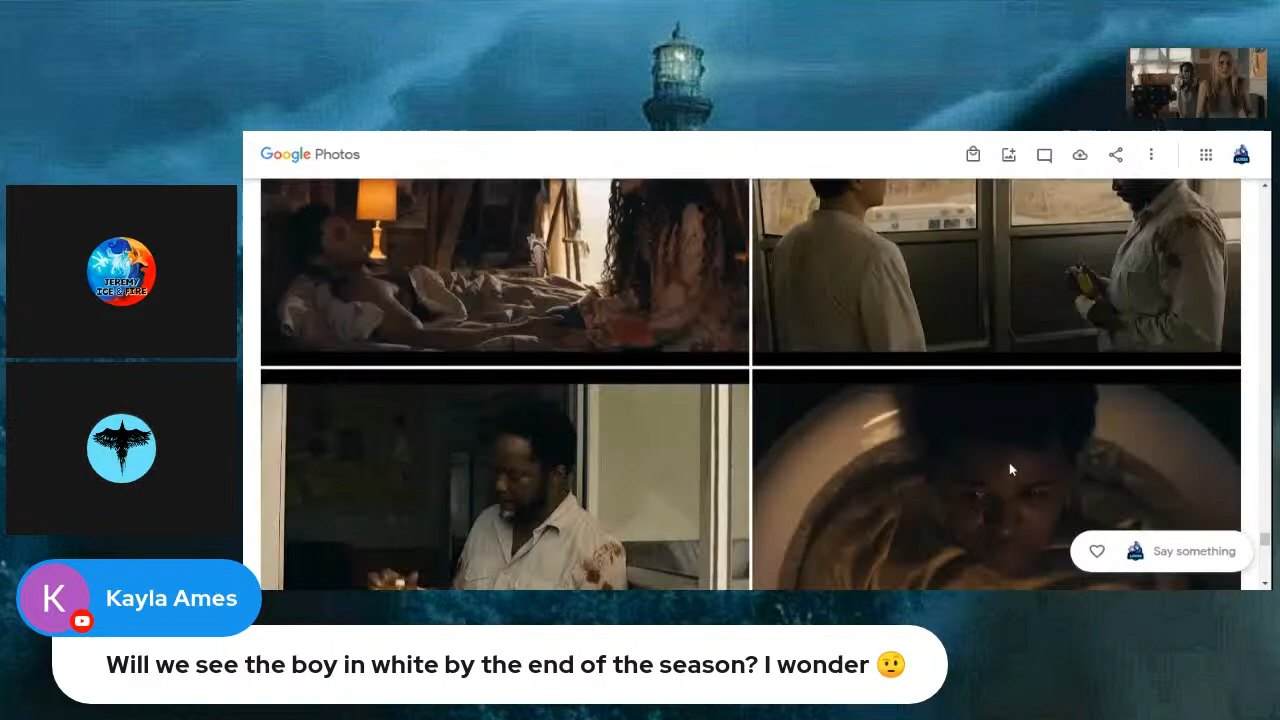 Google Photos
JEREMY
ICE & FIRE
Say something
K
Kayla Ames
Will we see the boy in white by the end of the season? I wonder 🤨